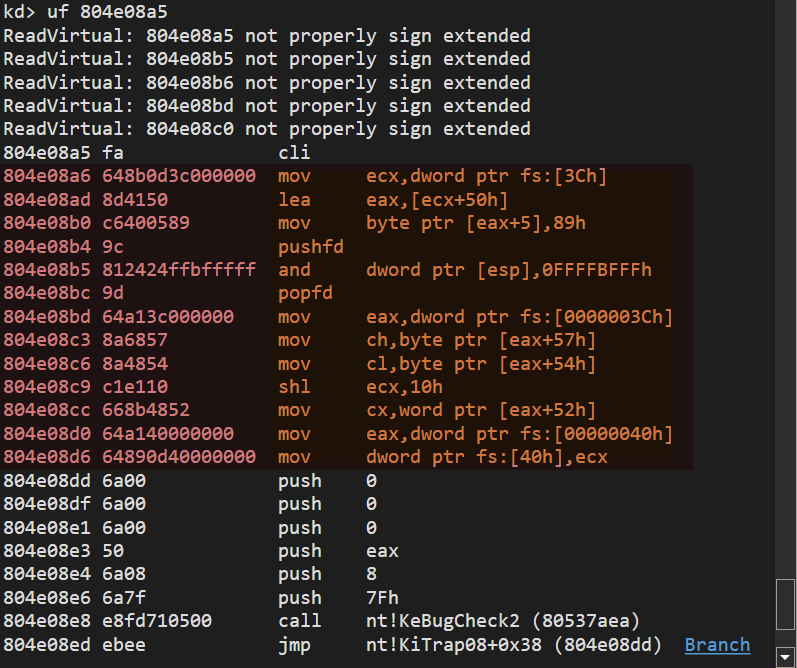 kd> uf 804e08a5
ReadVirtual: 804e08a5 not properly sign extended
ReadVirtual: 804e08b5 not properly sign extended
ReadVirtual: 804e08b6 not properly sign extended
ReadVirtual: 804e08bd not properly sign extended
ReadVirtual: 804e08c0 not properly sign extended
804e08a5 fa              cli
804e08a6 648b0d3c000000  mov     ecx,dword ptr fs:[3Ch]
804e08ad 8d4150          lea     eax,[ecx+50h]
804e08b0 c6400589        mov     byte ptr [eax+5],89h
804e08b4 9c              pushfd
804e08b5 812424ffbfffff  and     dword ptr [esp],0FFFFBFFFh
804e08bc 9d              popfd
804e08bd 64a13c000000    mov     eax,dword ptr fs:[0000003Ch]
804e08c3 8a6857          mov     ch,byte ptr [eax+57h]
804e08c6 8a4854          mov     cl,byte ptr [eax+54h]
804e08c9 c1e110          shl     ecx,10h
804e08cc 668b4852        mov     cx,word ptr [eax+52h]
804e08d0 64a140000000    mov     eax,dword ptr fs:[00000040h]
804e08d6 64890d40000000  mov     dword ptr fs:[40h],ecx
804e08dd 6a00            push    0
804e08df 6a00            push    0
804e08e1 6a00            push    0
804e08e3 50              push    eax
804e08e4 6a08            push    8
804e08e6 6a7f            push    7Fh
804e08e8 e8fd710500      call    nt!KeBugCheck2 (80537aea)
804e08ed ebee            jmp     nt!KiTrap08+0x38 (804e08dd)  Branch